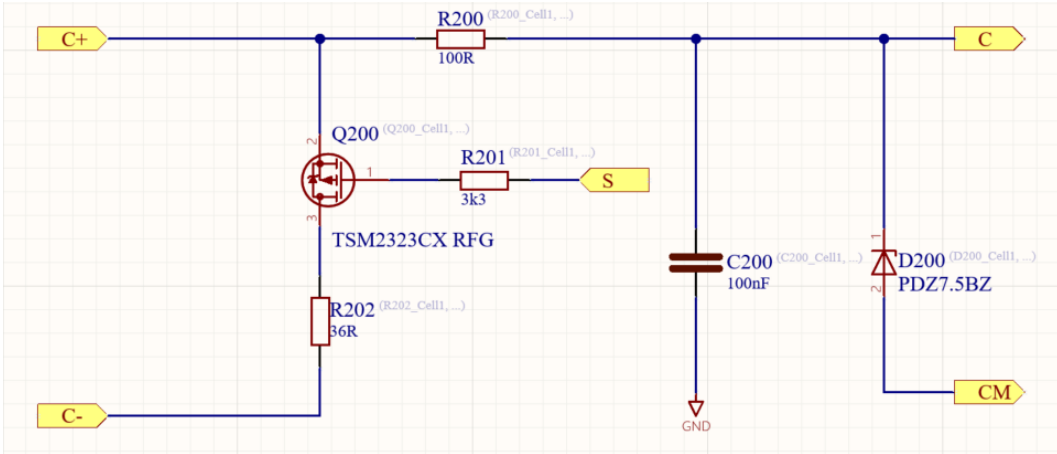 R200 (R200_Cell1, ...)
C+
C
100R
Q200 (Q200_Cell1, ...)
2
1
R201 (R201_Cell1, ...)
S
3k3
3
TSM2323CX RFG
1
C200 (C200_Cell1, ...)
D200 (D200_Cell1, ...)
100nF
2
PDZ7.5BZ
R202 (R202_Cell1, ...)
36R
C-
CM
GND